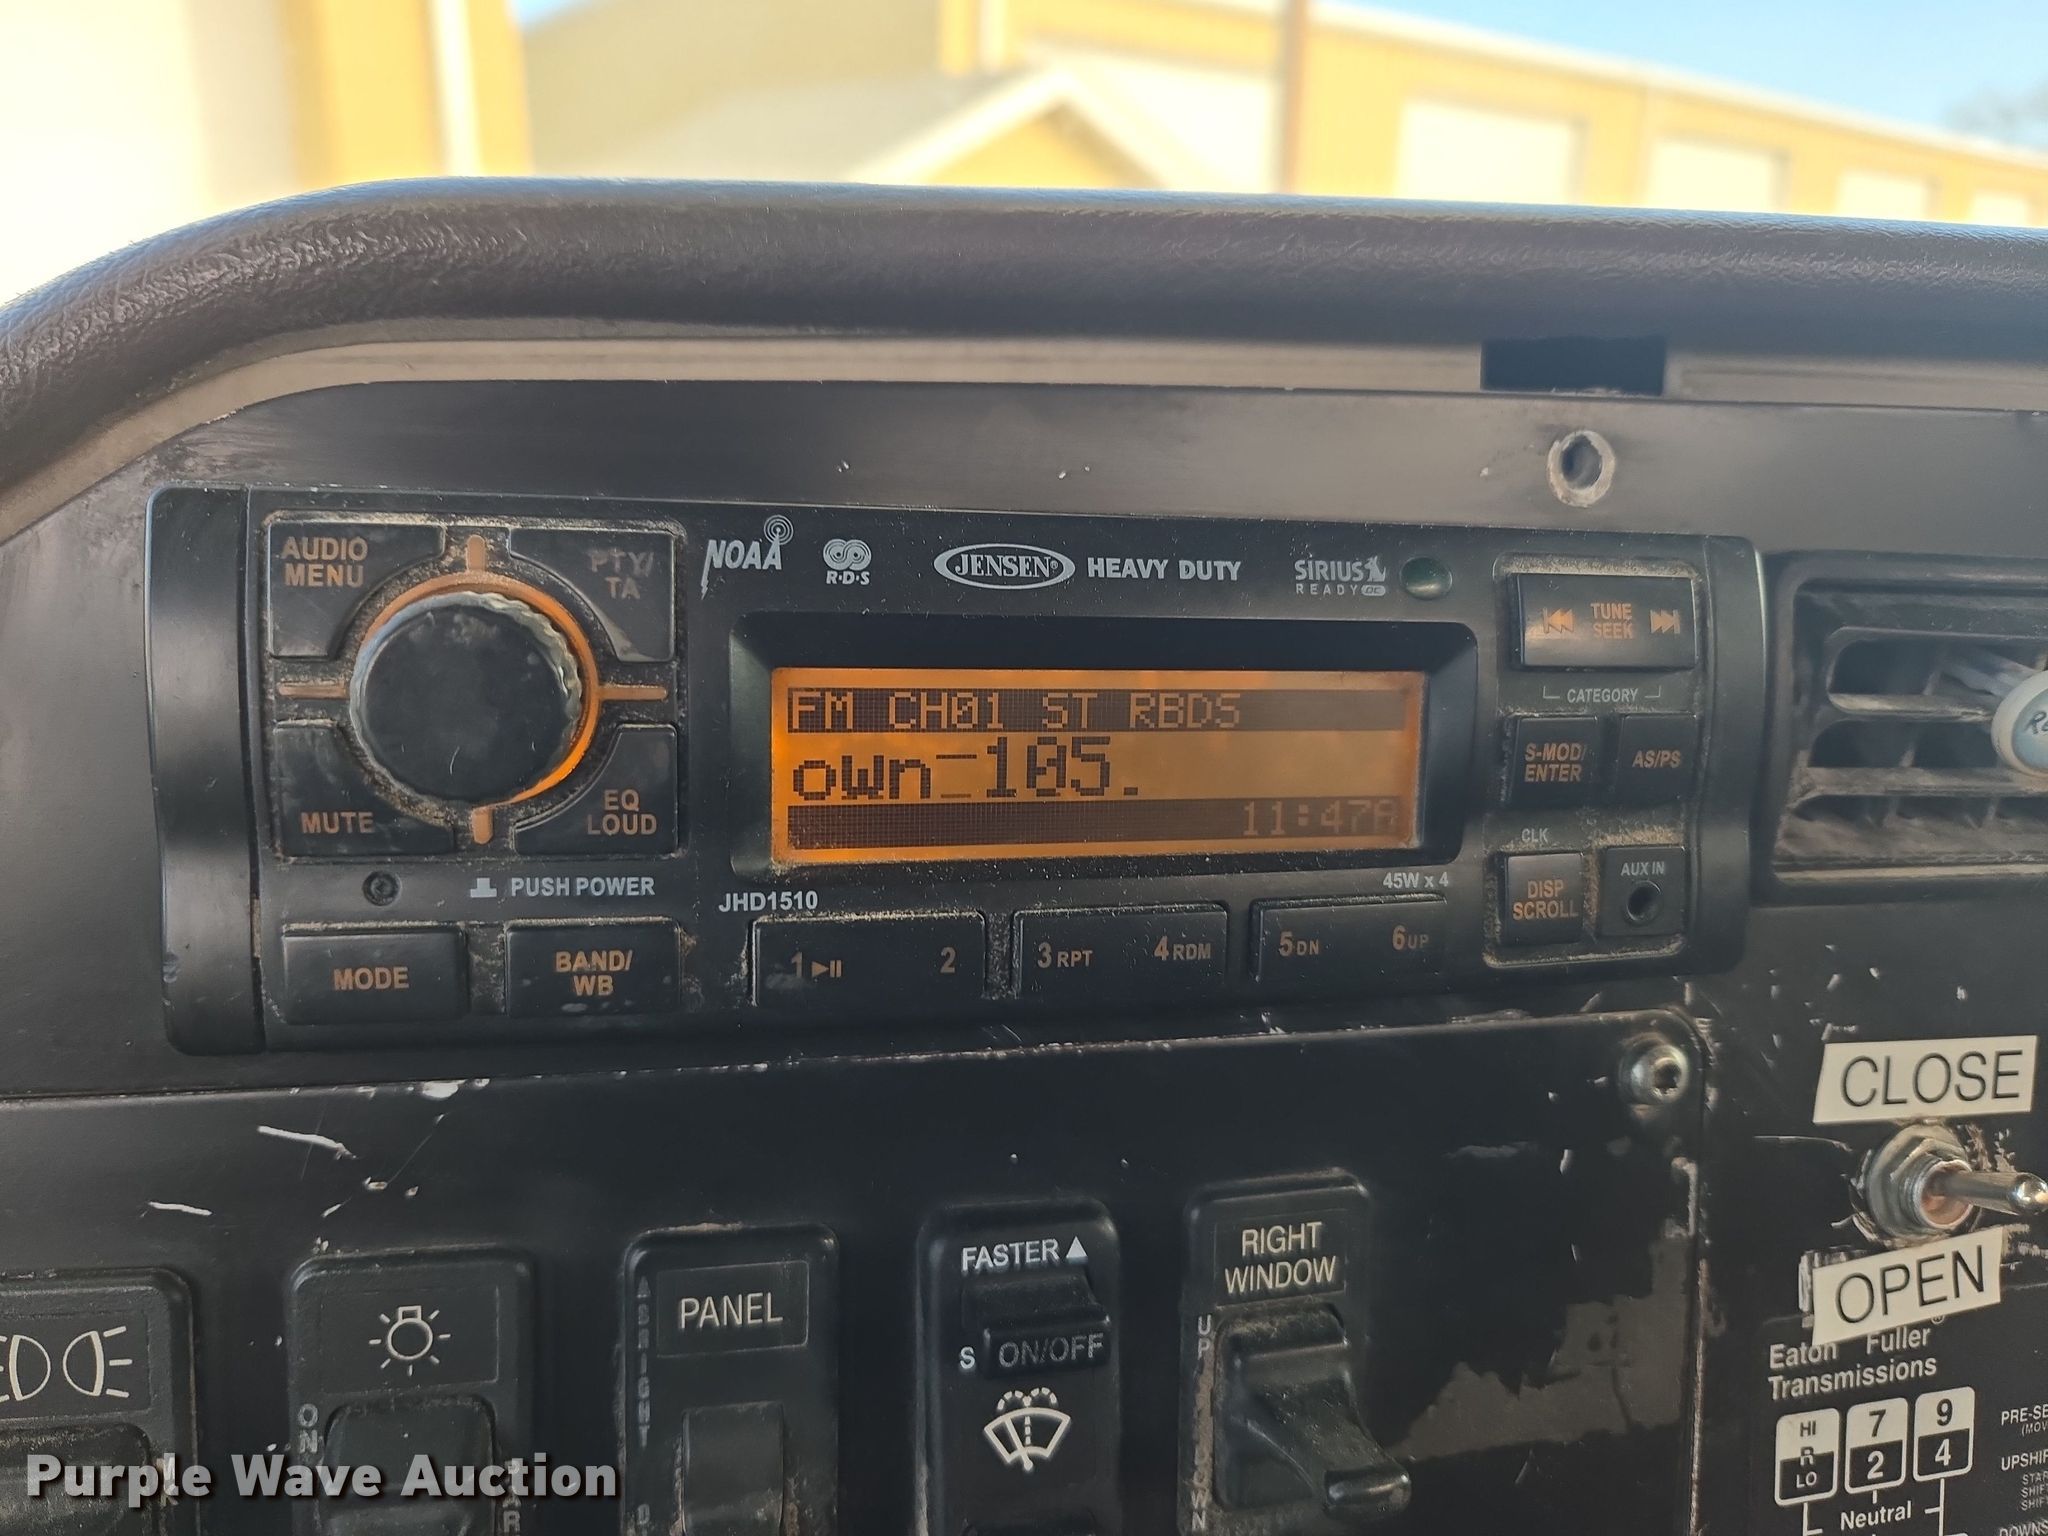 AUDIO
MENU
PTY/
TA
MUTE
EQ
LOUD
PUSH POWER
MODE
BAND/
WB
NOAA
R·D·S
JENSEN® HEAVY DUTY
SIRIUS
READY
FM CH01 ST RBDS
own 105.
11:47A
JHD1510
45W x 4
1 2
3 RPT 4 RDM
5 DN 6 UP
TUNE
SEEK
CATEGORY
S-MOD/
ENTER
AS/PS
CLK
DISP
SCROLL
AUX IN
CLOSE
OPEN
Eaton Fuller®
Transmissions
HI
R
LO
7
2
9
4
Neutral
PANEL
FASTER
S ON/OFF
RIGHT
WINDOW
UP
ON
Purple Wave Auction